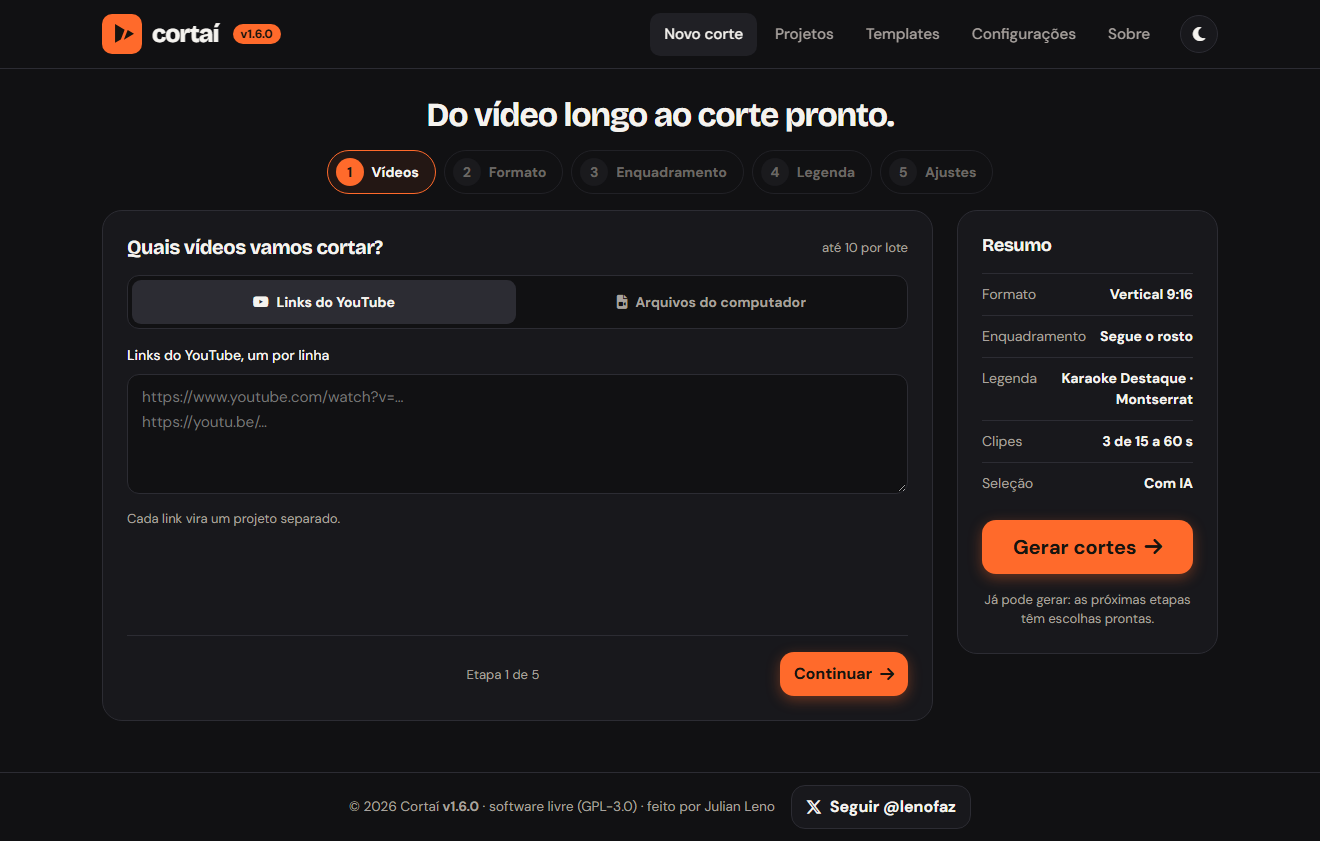 cortaí
v1.6.0
Novo corte
Projetos
Templates
Configurações
Sobre
Do vídeo longo ao corte pronto.
1 Vídeos
2 Formato
3 Enquadramento
4 Legenda
5 Ajustes
Quais vídeos vamos cortar?
até 10 por lote
Links do YouTube
Arquivos do computador
Links do YouTube, um por linha
https://www.youtube.com/watch?v=...
https://youtu.be/...
Cada link vira um projeto separado.
Etapa 1 de 5
Continuar →
Resumo
Formato Vertical 9:16
Enquadramento Segue o rosto
Legenda Karaoke Destaque ·
Montserrat
Clipes 3 de 15 a 60 s
Seleção Com IA
Gerar cortes →
Já pode gerar: as próximas etapas
têm escolhas prontas.
© 2026 Cortaí v1.6.0 · software livre (GPL-3.0) · feito por Julian Leno
Seguir @lenofaz